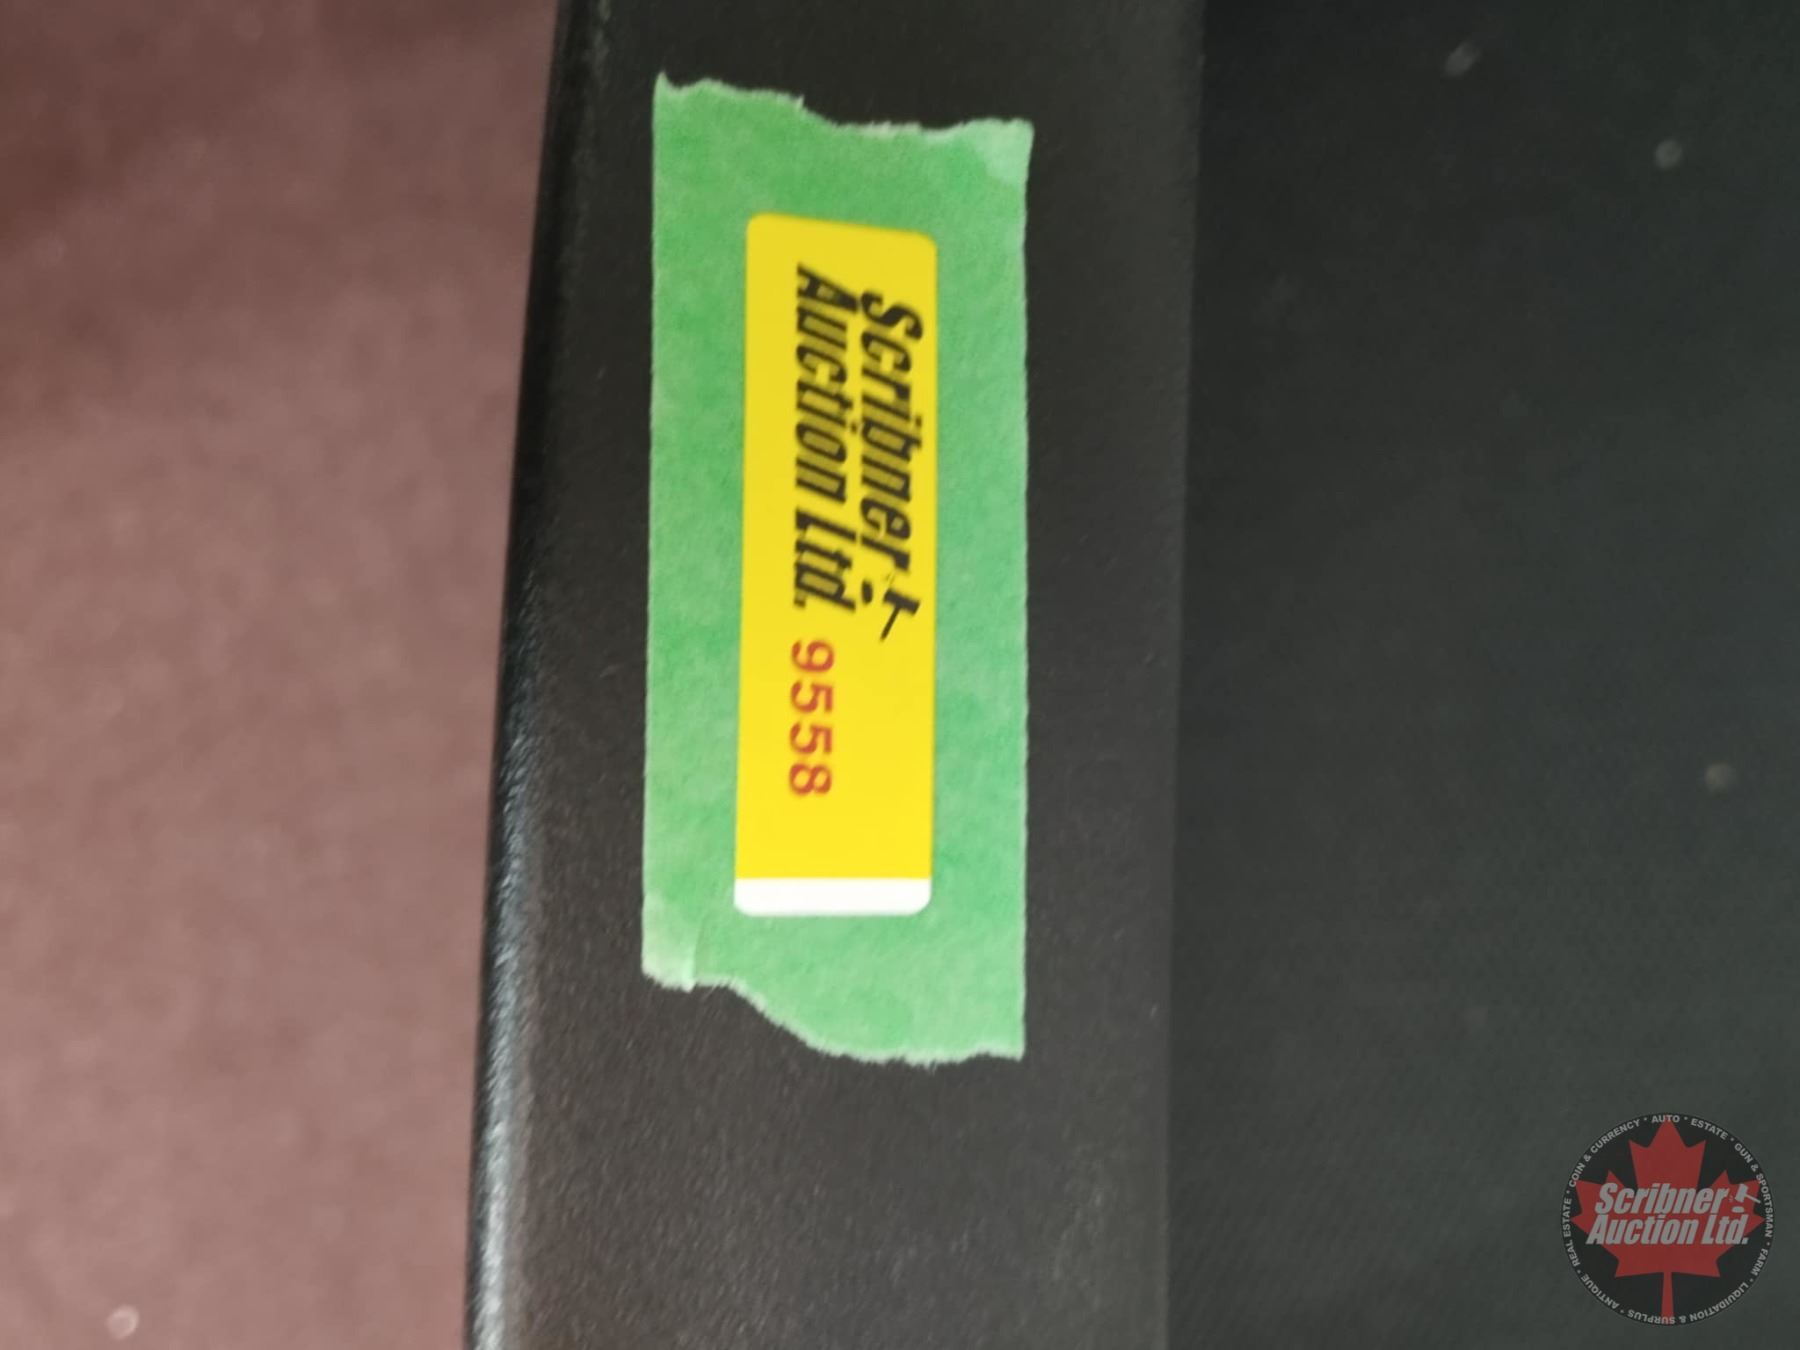 Scribner
Auction Ltd. 9558
COIN & CURRENCY • AUTO • ESTATE • GUN & SPORTSMAN • FARM • LIQUIDATION & SURPLUS • ANTIQUE • REAL ESTATE •
Scribner
Auction Ltd.